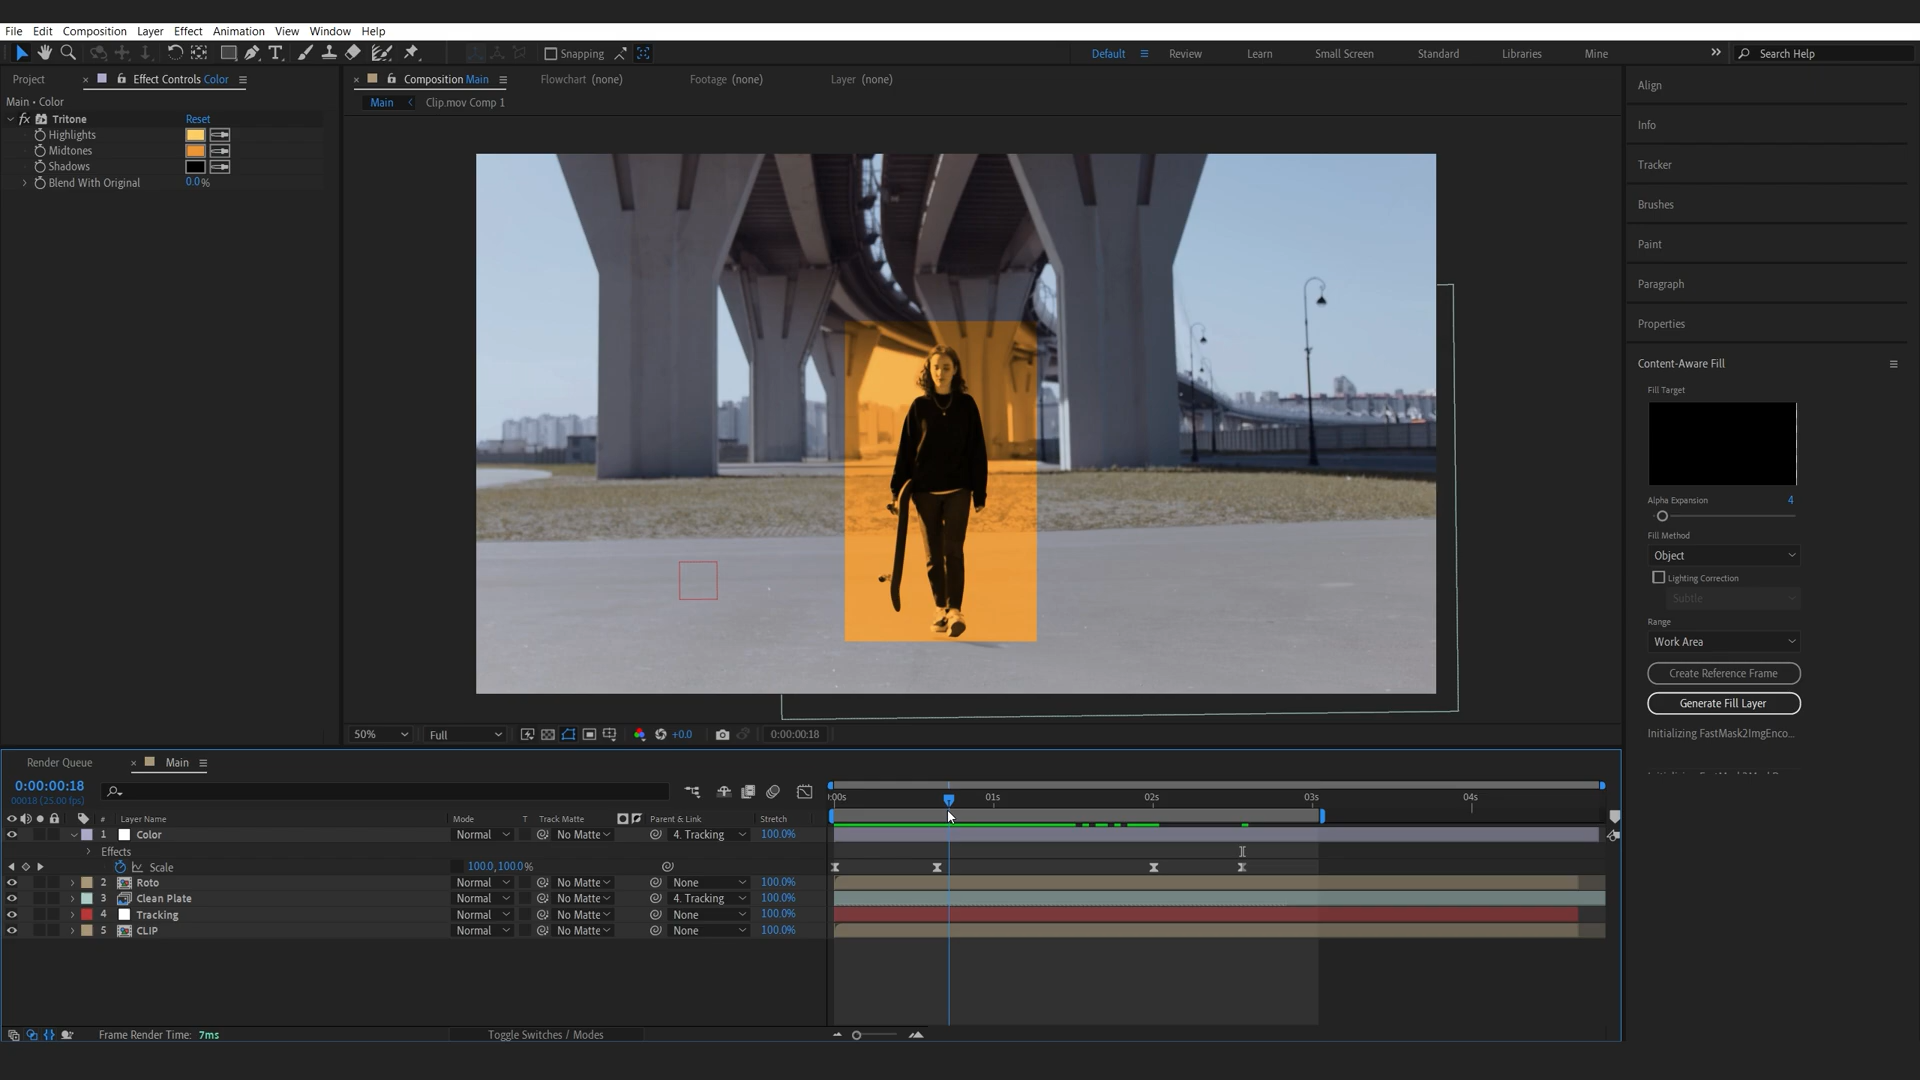 File Edit Composition Layer Effect Animation View Window Help
Snapping Default Review Learn Small Screen Standard Libraries Mine Search Help
Project Effect Controls Color Composition Main Flowchart (none) Footage (none) Layer (none) Align
Main • Color Main Clip.mov Comp 1
fx Tritone Reset
Highlights
Midtones
Shadows
Blend With Original 0.0%
Info
Tracker
Brushes
Paint
Paragraph
Properties
Content-Aware Fill
Fill Target
Alpha Expansion 4
Fill Method
Object
Lighting Correction
Subtle
Range
Work Area
Create Reference Frame
Generate Fill Layer
Initializing FastMask2ImgEnco...
50% Full +0.0 0:00:00:18
Render Queue Main
0:00:00:18
00018 (25.00 fps)
:00s 01s 02s 03s 04s
# Layer Name Mode T Track Matte Parent & Link Stretch
1 Color Normal No Matte 4. Tracking 100.0%
Effects
Scale 100.0,100.0%
2 Roto Normal No Matte None 100.0%
3 Clean Plate Normal No Matte 4. Tracking 100.0%
4 Tracking Normal No Matte None 100.0%
5 CLIP Normal No Matte None 100.0%
Frame Render Time: 7ms Toggle Switches / Modes